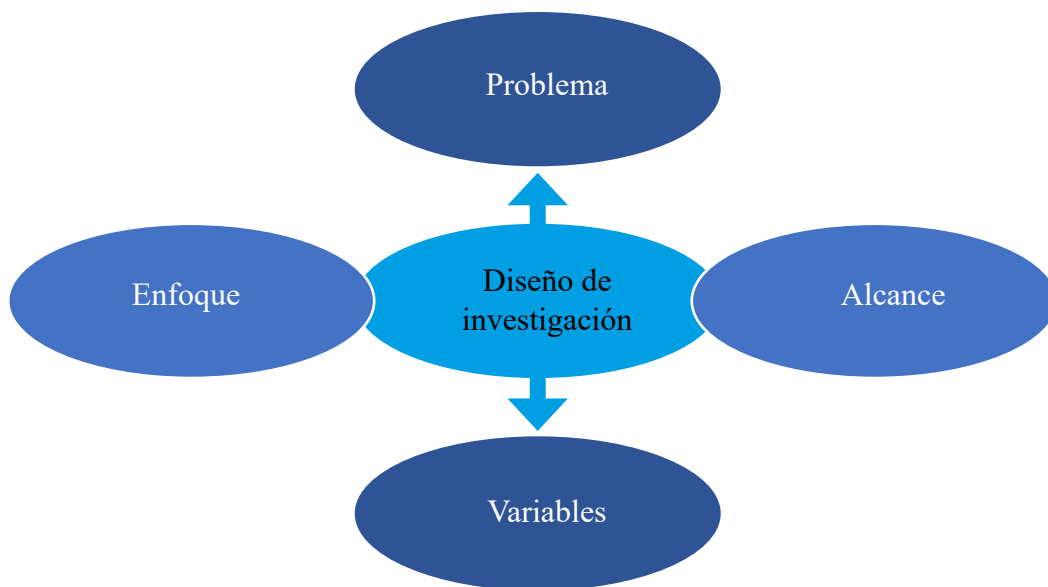 Problema
Enfoque
Diseño de
investigación
Alcance
Variables